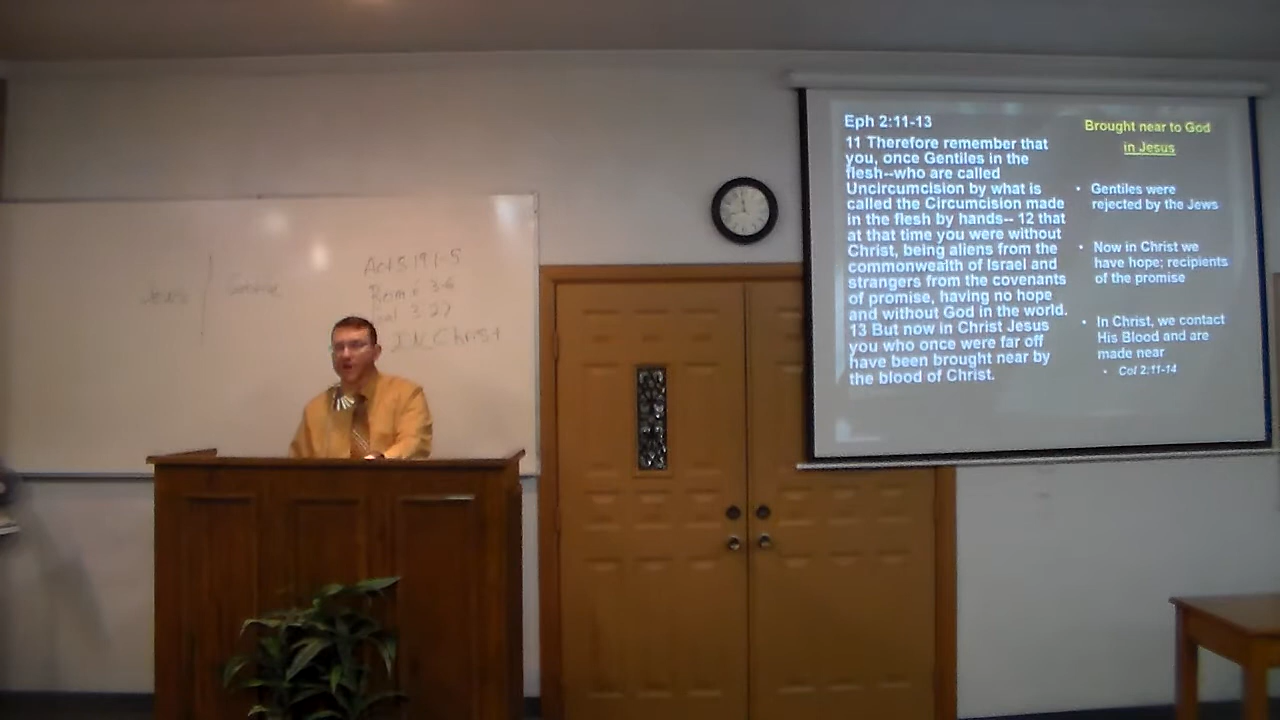 Jews Gentile
Acts 19 1-5
Rom 6 3-6
Gal 3:27
IN Christ
Eph 2:11-13
11 Therefore remember that
you, once Gentiles in the
flesh--who are called
Uncircumcision by what is
called the Circumcision made
in the flesh by hands-- 12 that
at that time you were without
Christ, being aliens from the
commonwealth of Israel and
strangers from the covenants
of promise, having no hope
and without God in the world.
13 But now in Christ Jesus
you who once were far off
have been brought near by
the blood of Christ.
Brought near to God
in Jesus
• Gentiles were
rejected by the Jews
• Now in Christ we
have hope; recipients
of the promise
• In Christ, we contact
His Blood and are
made near
• Col 2:11-14